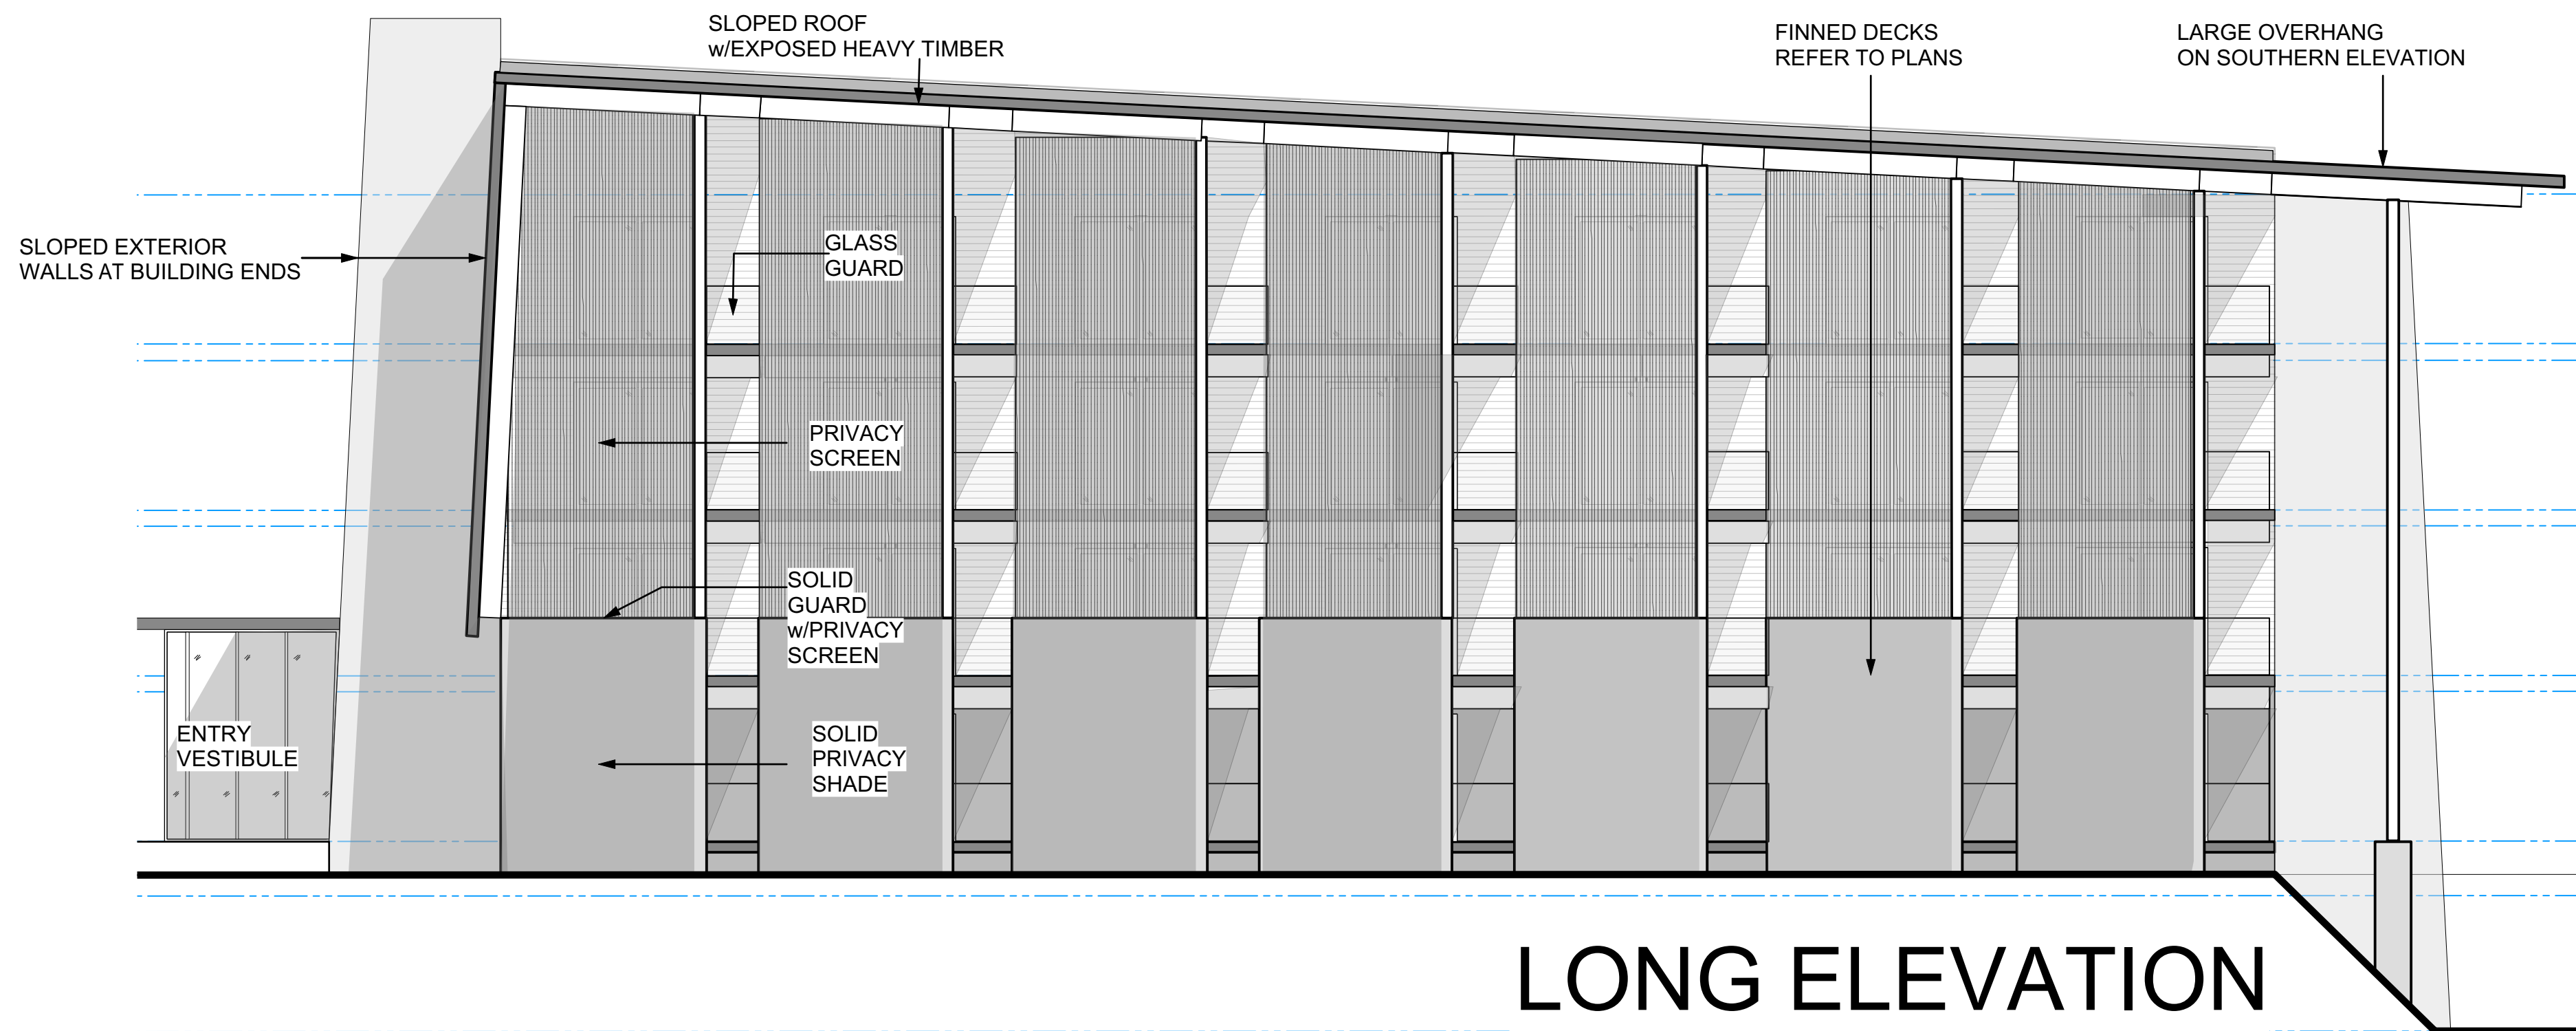 SLOPED ROOF
w/EXPOSED HEAVY TIMBER
FINNED DECKS
REFER TO PLANS
LARGE OVERHANG
ON SOUTHERN ELEVATION
SLOPED EXTERIOR
WALLS AT BUILDING ENDS
GLASS
GUARD
PRIVACY
SCREEN
SOLID
GUARD
w/PRIVACY
SCREEN
ENTRY
VESTIBULE
SOLID
PRIVACY
SHADE
LONG ELEVATION